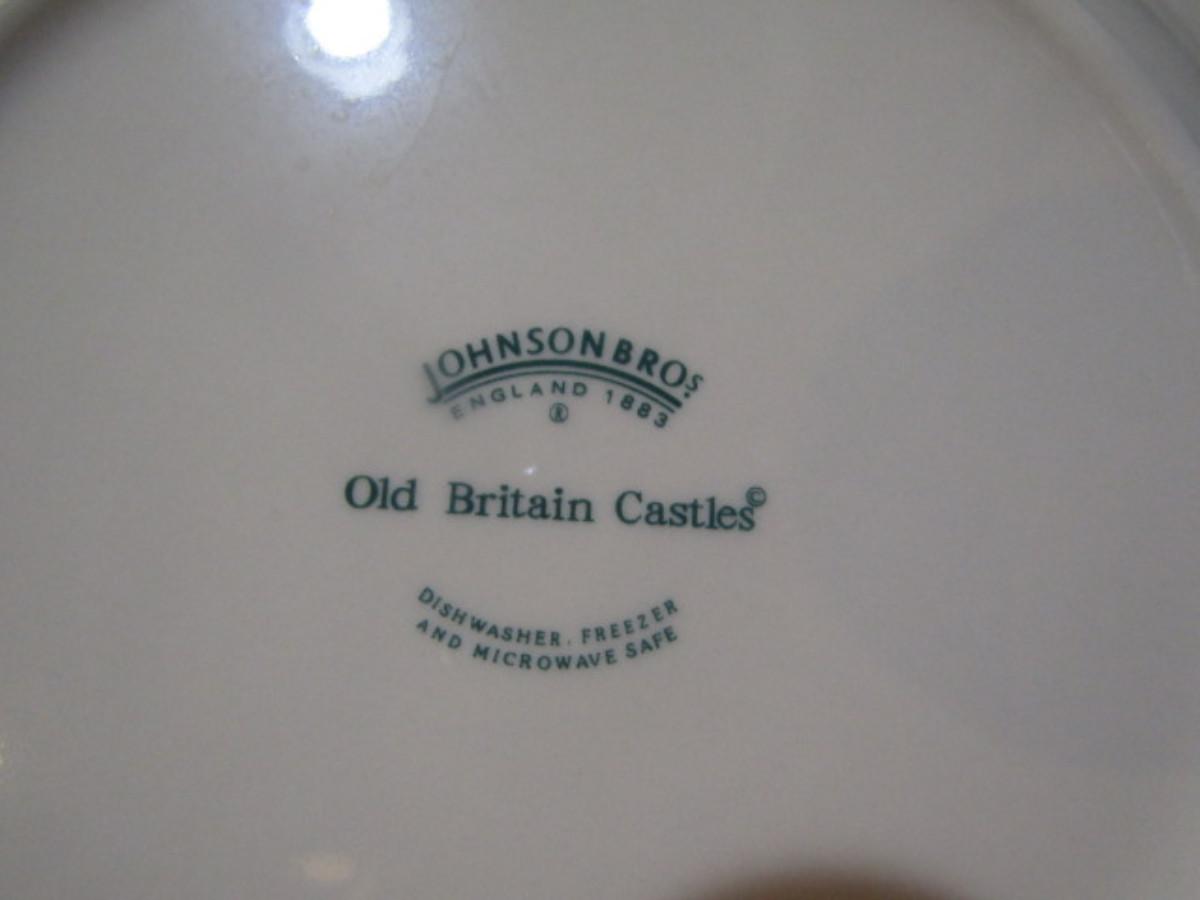 JOHNSON BROS.
ENGLAND 1883
®
Old Britain Castles©
DISHWASHER, FREEZER
AND MICROWAVE SAFE